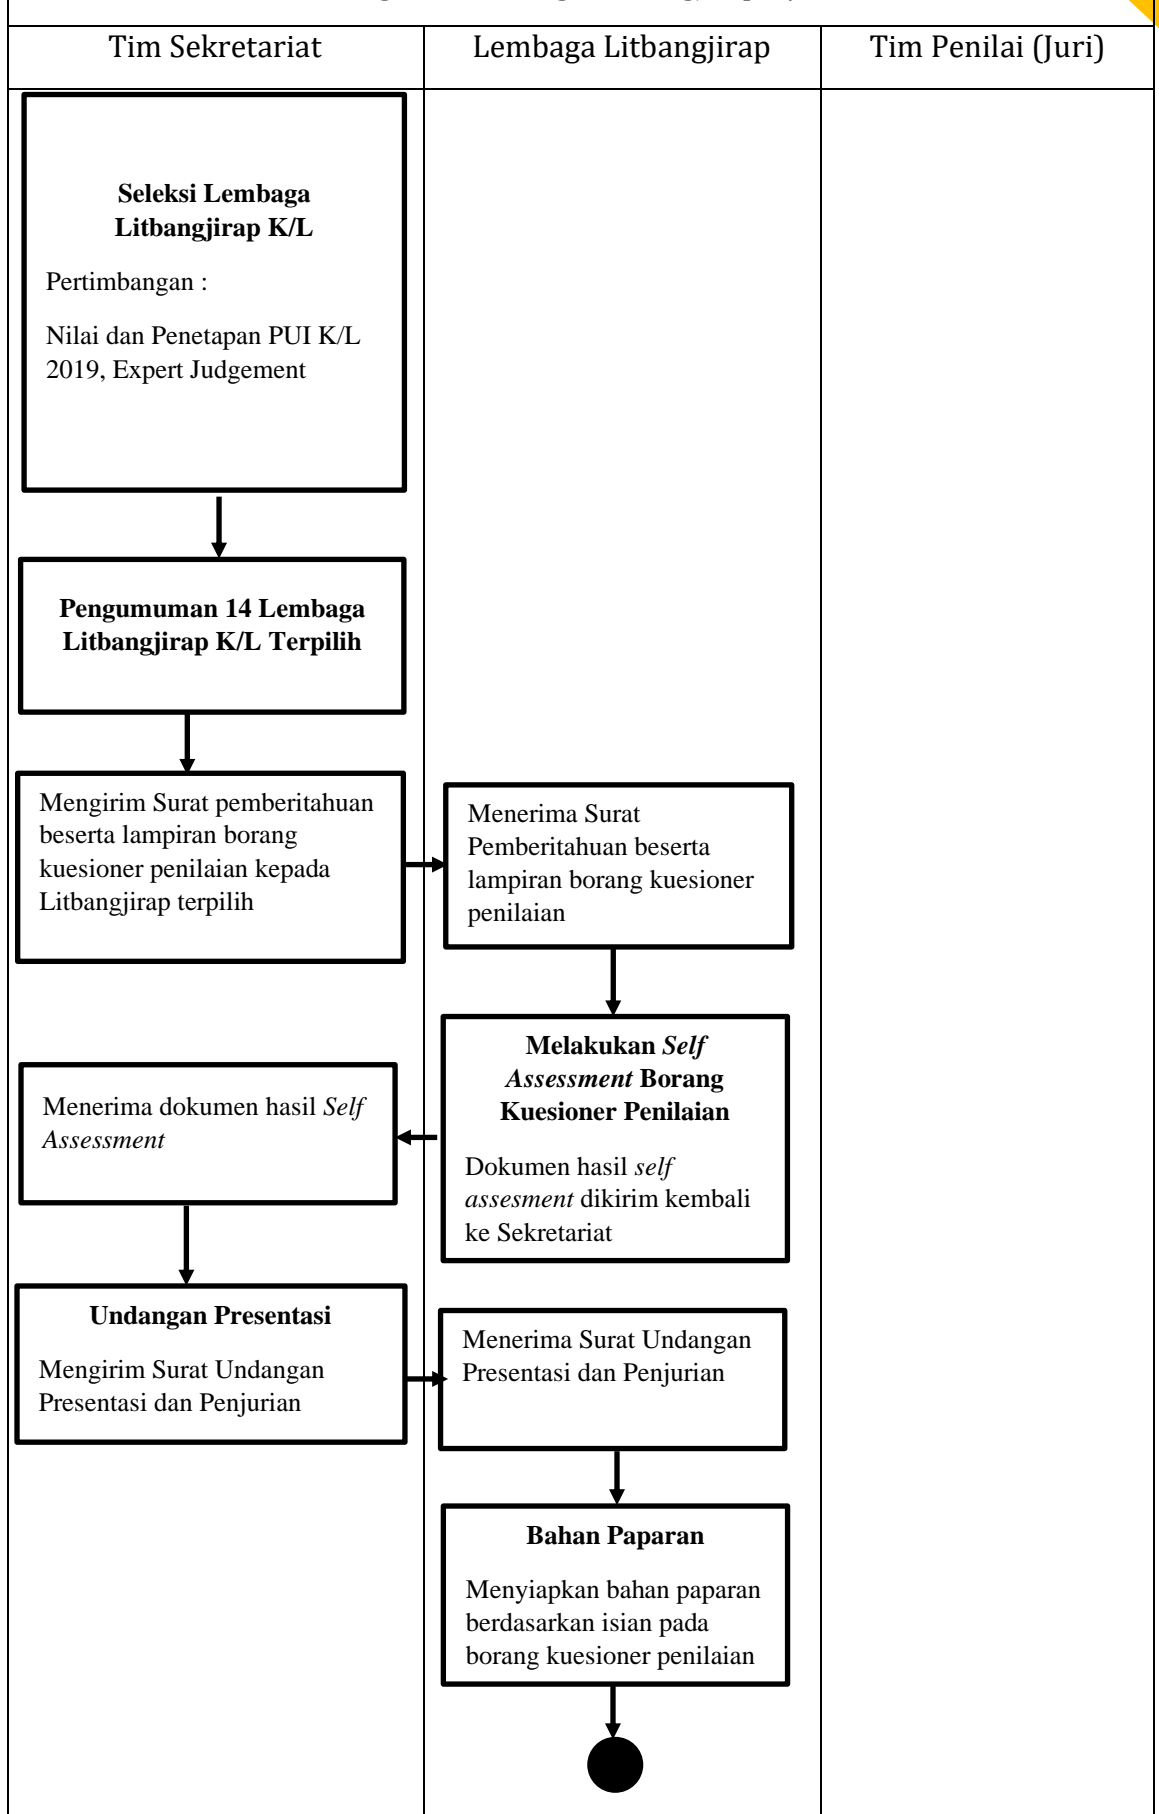 Tim Sekretariat
Lembaga Litbangjirap
Tim Penilai (Juri)
Seleksi Lembaga
Litbangjirap K/L
Pertimbangan :
Nilai dan Penetapan PUI K/L
2019, Expert Judgement
Pengumuman 14 Lembaga
Litbangjirap K/L Terpilih
Mengirim Surat pemberitahuan
beserta lampiran borang
kuesioner penilaian kepada
Litbangjirap terpilih
Menerima Surat
Pemberitahuan beserta
lampiran borang kuesioner
penilaian
Melakukan Self
Assessment Borang
Kuesioner Penilaian
Dokumen hasil self
assesment dikirim kembali
ke Sekretariat
Menerima dokumen hasil Self
Assessment
Undangan Presentasi
Mengirim Surat Undangan
Presentasi dan Penjurian
Menerima Surat Undangan
Presentasi dan Penjurian
Bahan Paparan
Menyiapkan bahan paparan
berdasarkan isian pada
borang kuesioner penilaian